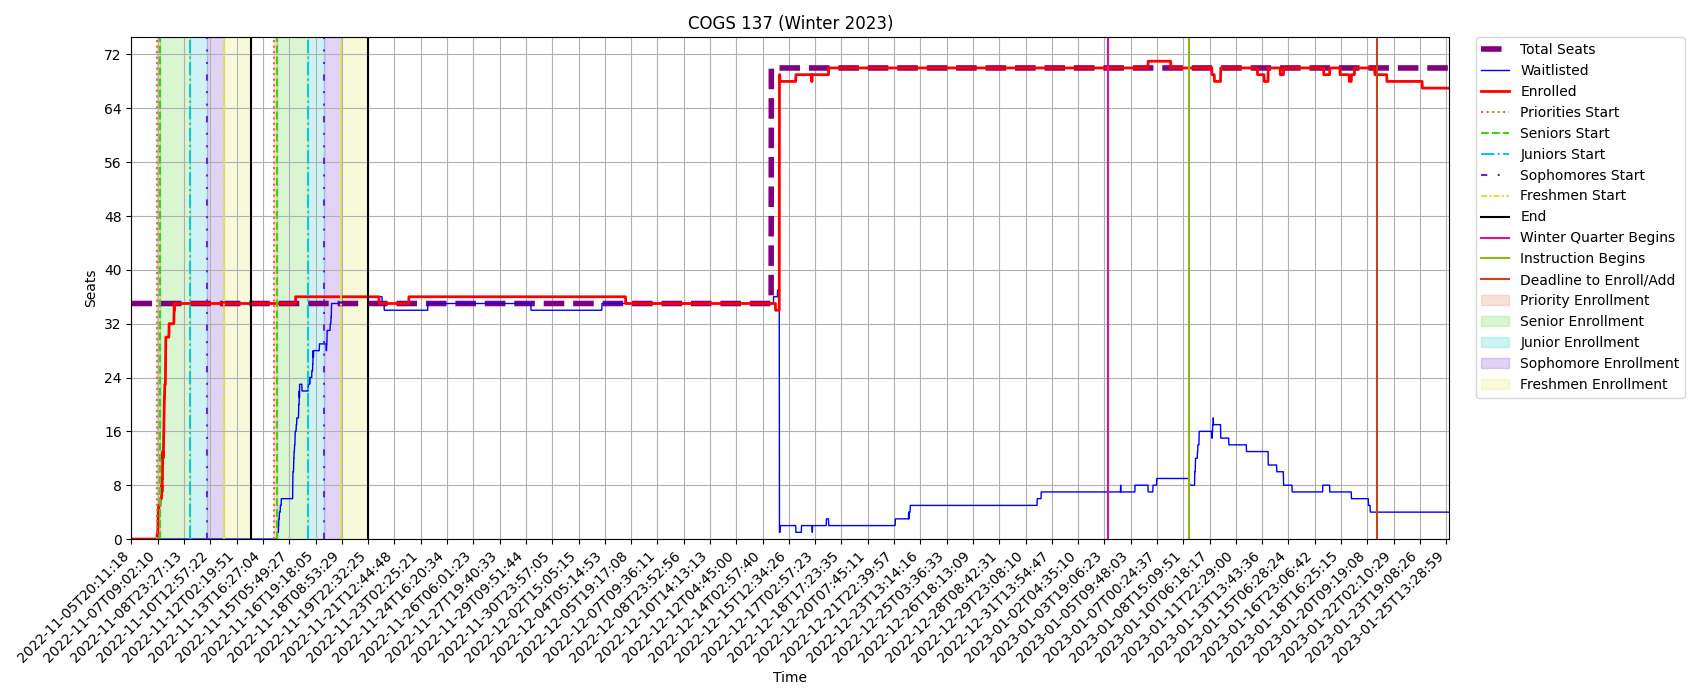 COGS 137 (Winter 2023)
72
64
56
48
40
32
24
16
8
0
Seats
2022-11-05T20:11:18
2022-11-07T09:02:10
2022-11-08T23:27:13
2022-11-10T12:57:22
2022-11-12T02:19:51
2022-11-13T16:27:04
2022-11-15T05:49:27
2022-11-16T19:18:05
2022-11-18T08:53:29
2022-11-19T22:32:25
2022-11-21T12:44:48
2022-11-23T02:25:21
2022-11-24T16:20:34
2022-11-26T06:01:23
2022-11-27T19:40:33
2022-11-29T09:51:44
2022-11-30T23:57:05
2022-12-02T15:05:15
2022-12-04T05:14:53
2022-12-05T19:17:08
2022-12-07T09:36:11
2022-12-08T23:52:56
2022-12-10T14:13:13
2022-12-12T04:45:00
2022-12-14T02:57:40
2022-12-15T12:34:26
2022-12-17T02:57:23
2022-12-18T17:23:35
2022-12-20T07:45:11
2022-12-21T22:39:57
2022-12-23T13:14:16
2022-12-25T03:36:33
2022-12-26T18:13:09
2022-12-28T08:42:31
2022-12-29T23:08:10
2022-12-31T13:54:47
2023-01-02T04:35:10
2023-01-03T19:06:23
2023-01-05T09:48:03
2023-01-07T00:24:37
2023-01-08T15:09:51
2023-01-10T06:18:17
2023-01-11T22:29:00
2023-01-13T13:43:36
2023-01-15T06:28:24
2023-01-16T23:06:42
2023-01-18T16:25:15
2023-01-20T09:19:08
2023-01-22T02:10:29
2023-01-23T19:08:26
2023-01-25T13:28:59
Time
Total Seats
Waitlisted
Enrolled
Priorities Start
Seniors Start
Juniors Start
Sophomores Start
Freshmen Start
End
Winter Quarter Begins
Instruction Begins
Deadline to Enroll/Add
Priority Enrollment
Senior Enrollment
Junior Enrollment
Sophomore Enrollment
Freshmen Enrollment